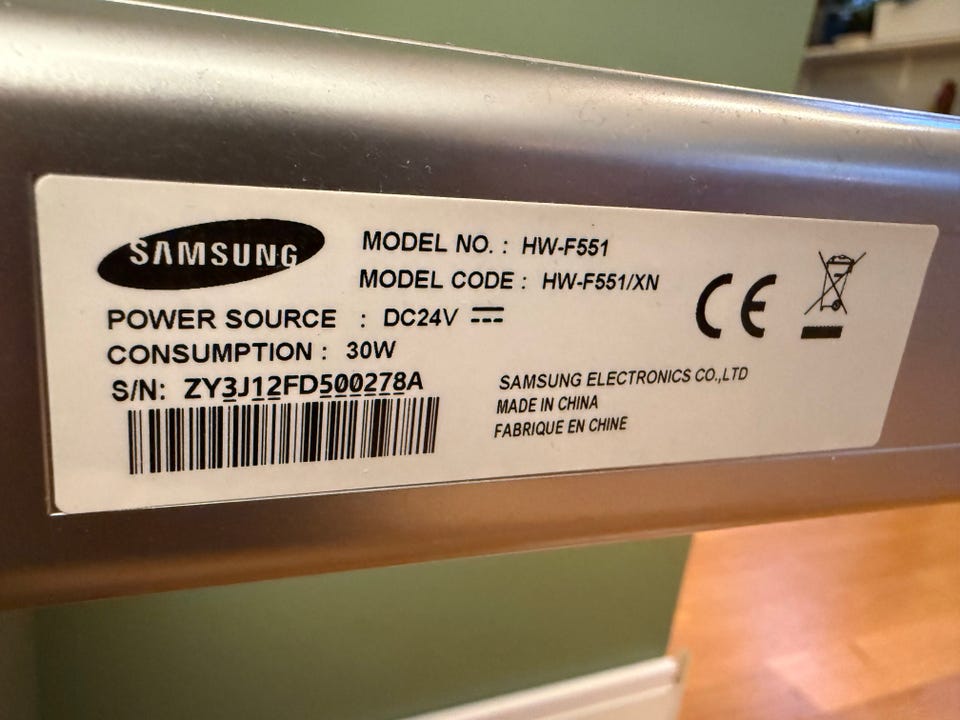 SAMSUNG
MODEL NO. : HW-F551
MODEL CODE : HW-F551/XN
POWER SOURCE : DC24V
CONSUMPTION : 30W
S/N: ZY3J12FD500278A
CE
SAMSUNG ELECTRONICS CO.,LTD
MADE IN CHINA
FABRIQUE EN CHINE